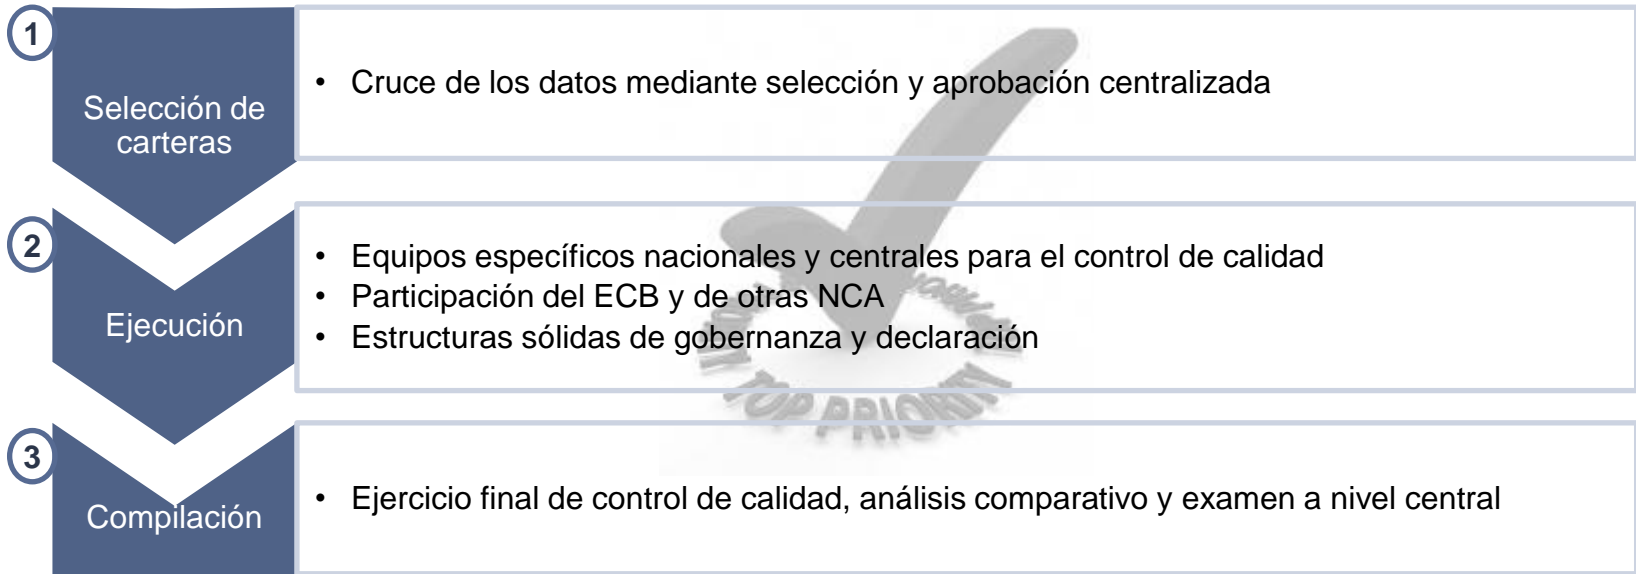 1
Selección de
carteras
• Cruce de los datos mediante selección y aprobación centralizada
2
Ejecución
• Equipos específicos nacionales y centrales para el control de calidad
• Participación del ECB y de otras NCA
• Estructuras sólidas de gobernanza y declaración
TOP PRIORI
3
Compilación
• Ejercicio final de control de calidad, análisis comparativo y examen a nivel central